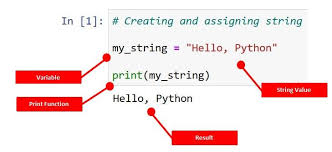 In [1]: # Creating and assigning string
my_string = "Hello, Python"
Variable
print(my_string)
String Value
Print Function
Hello, Python
Result